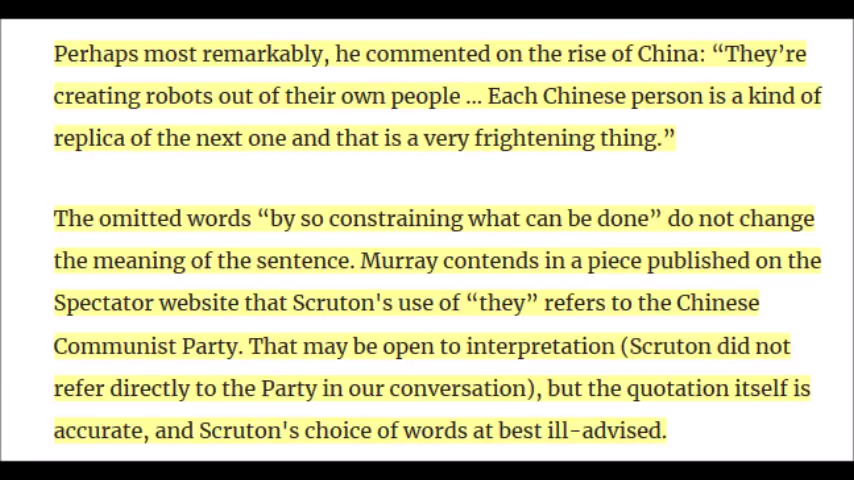 Perhaps most remarkably, he commented on the rise of China: “They’re
creating robots out of their own people ... Each Chinese person is a kind of
replica of the next one and that is a very frightening thing.”
The omitted words “by so constraining what can be done” do not change
the meaning of the sentence. Murray contends in a piece published on the
Spectator website that Scruton's use of “they” refers to the Chinese
Communist Party. That may be open to interpretation (Scruton did not
refer directly to the Party in our conversation), but the quotation itself is
accurate, and Scruton's choice of words at best ill-advised.